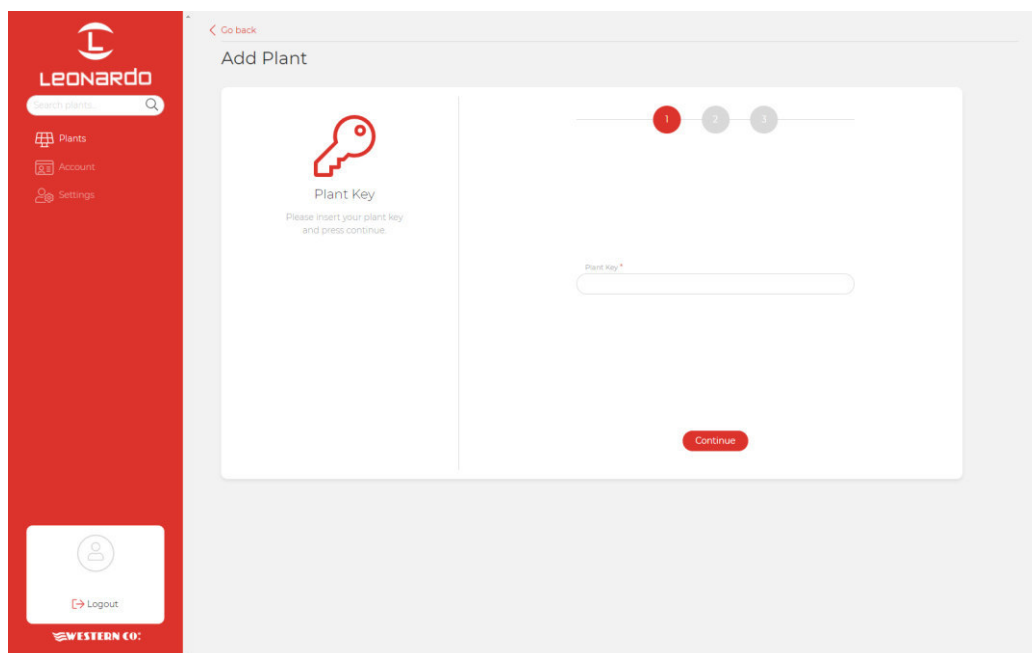 LEONARDO
Search plants...
Plants
Account
Settings
Logout
WESTERN CO.
Go back
Add Plant
Plant Key
Please insert your plant key
and press continue
1 2 3
Plant Key *
Continue